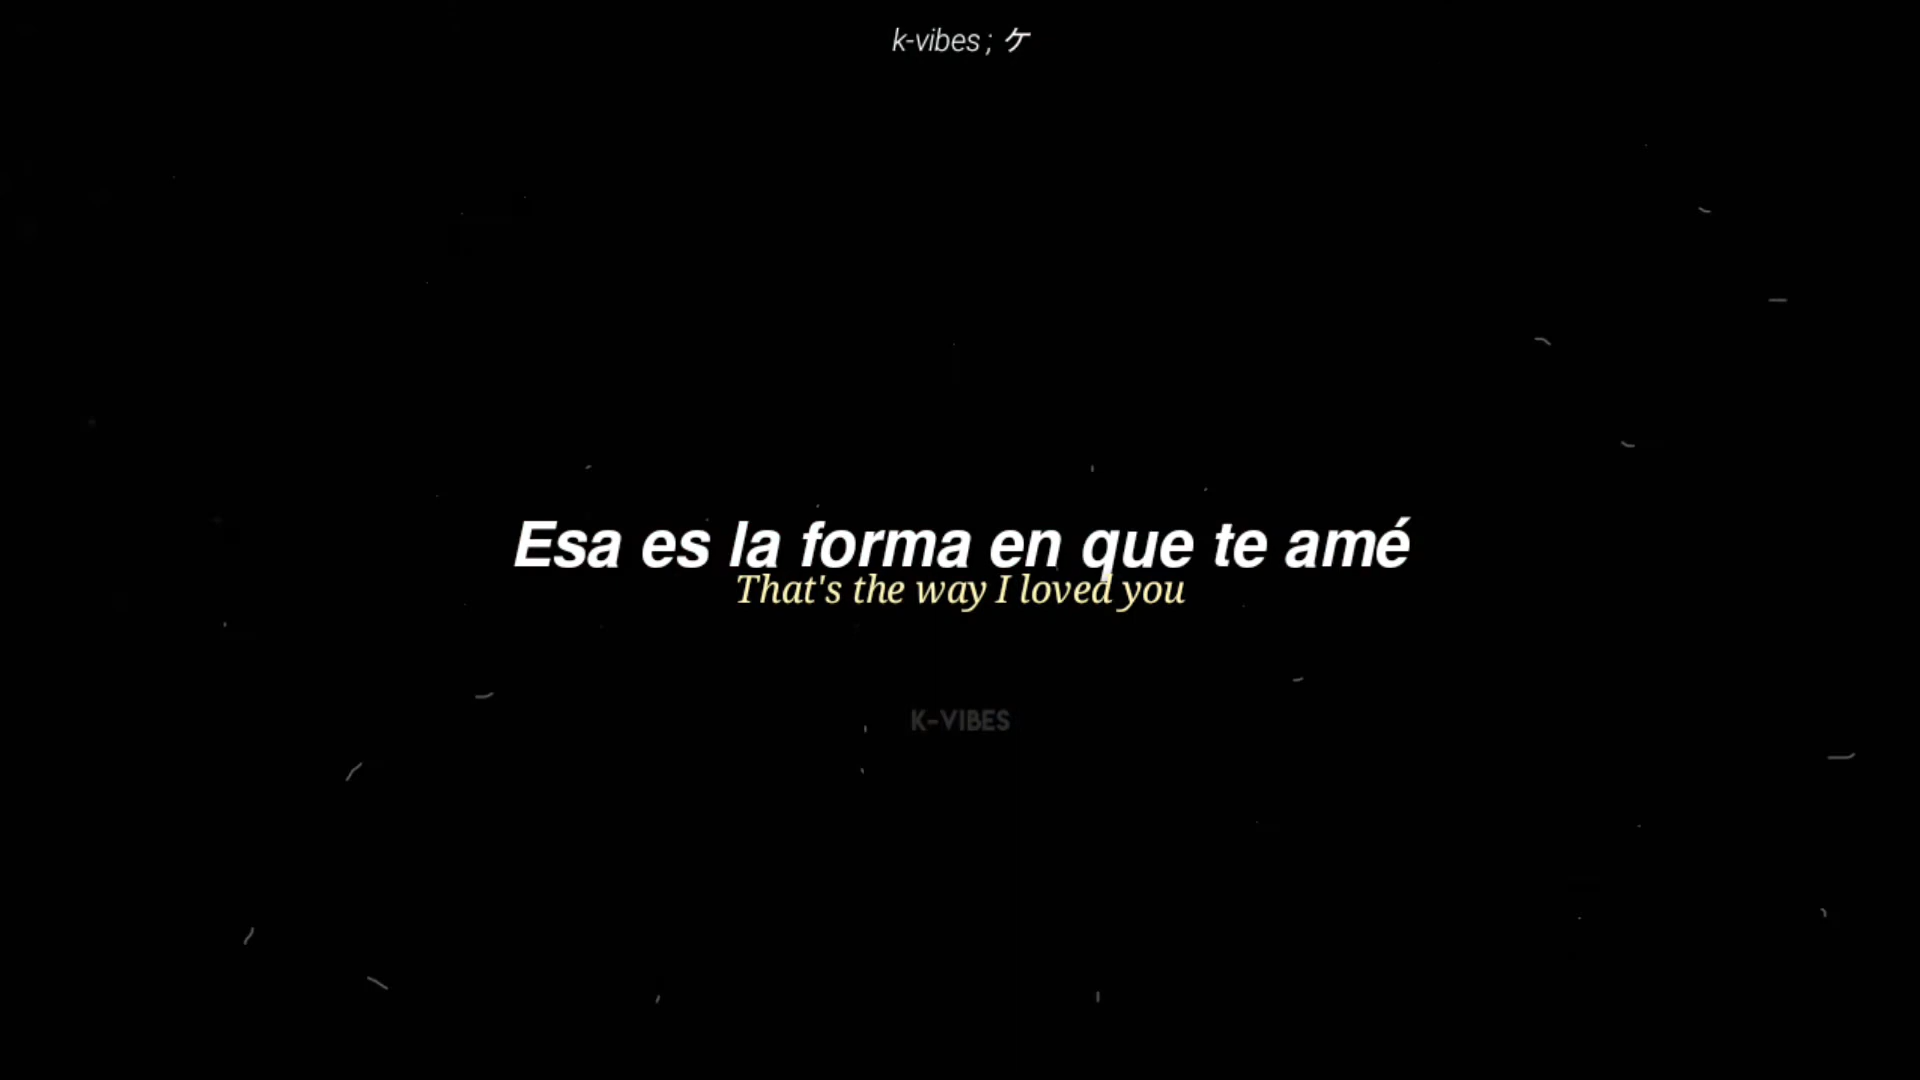 k-vibes ; ケ
Esa es la forma en que te amé
That's the way I loved you
K-VIBES